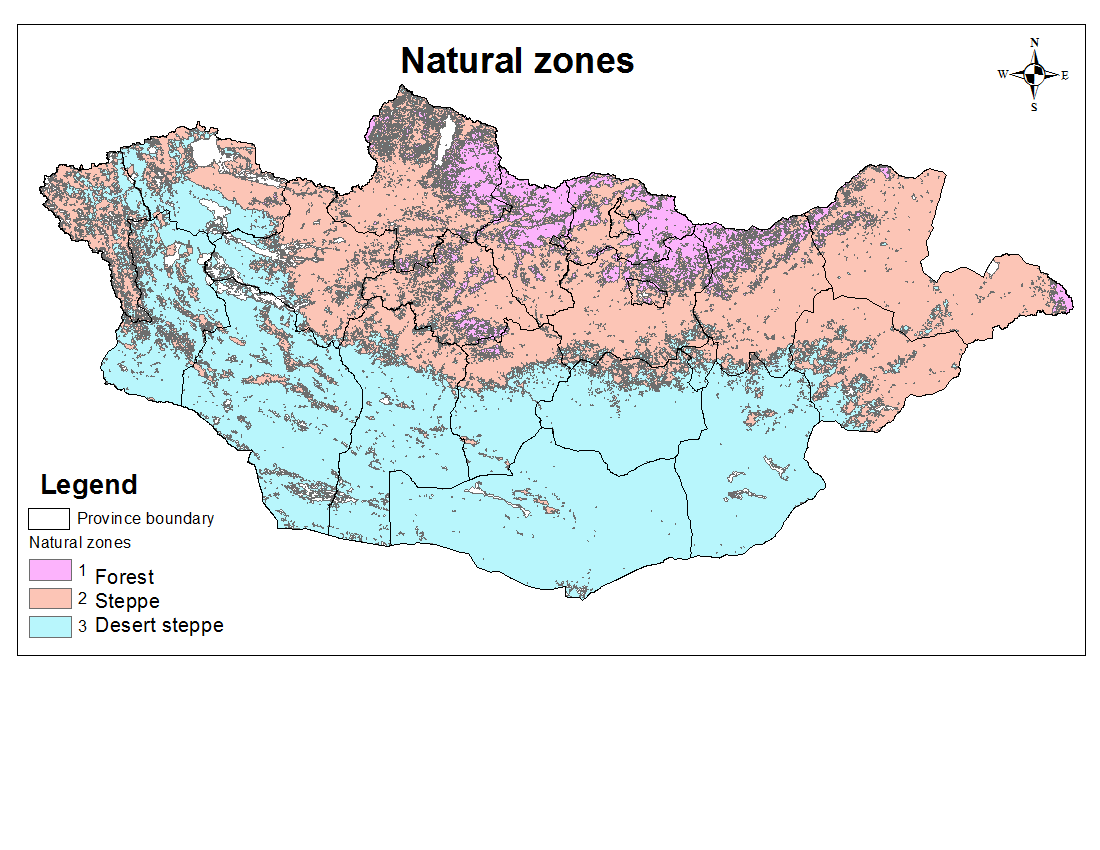 Natural zones
N
W E
S
Legend
Province boundary
Natural zones
1 Forest
2 Steppe
3 Desert steppe